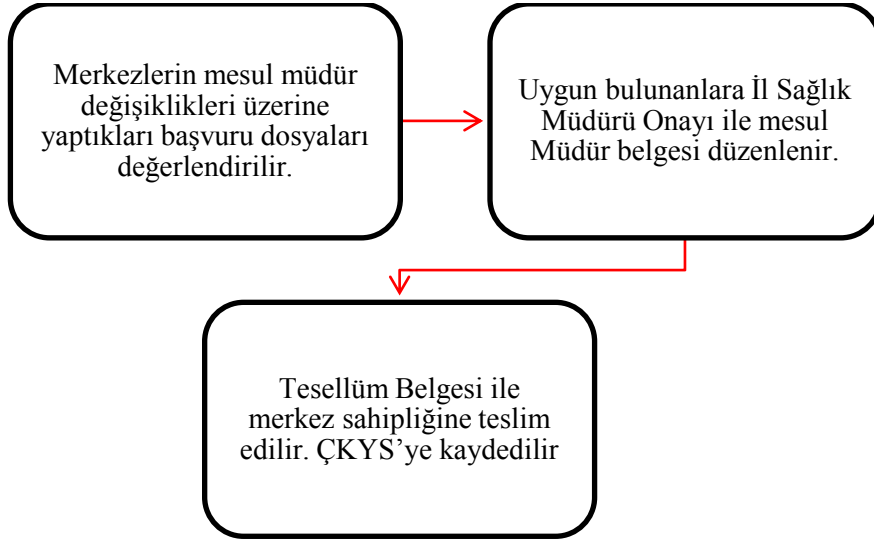 Merkezlerin mesul müdür
değişiklikleri üzerine
yaptıkları başvuru dosyaları
değerlendirilir.
Uygun bulunanlara İl Sağlık
Müdürü Onayı ile mesul
Müdür belgesi düzenlenir.
Tesellüm Belgesi ile
merkez sahipliğine teslim
edilir. ÇKYS’ye kaydedilir